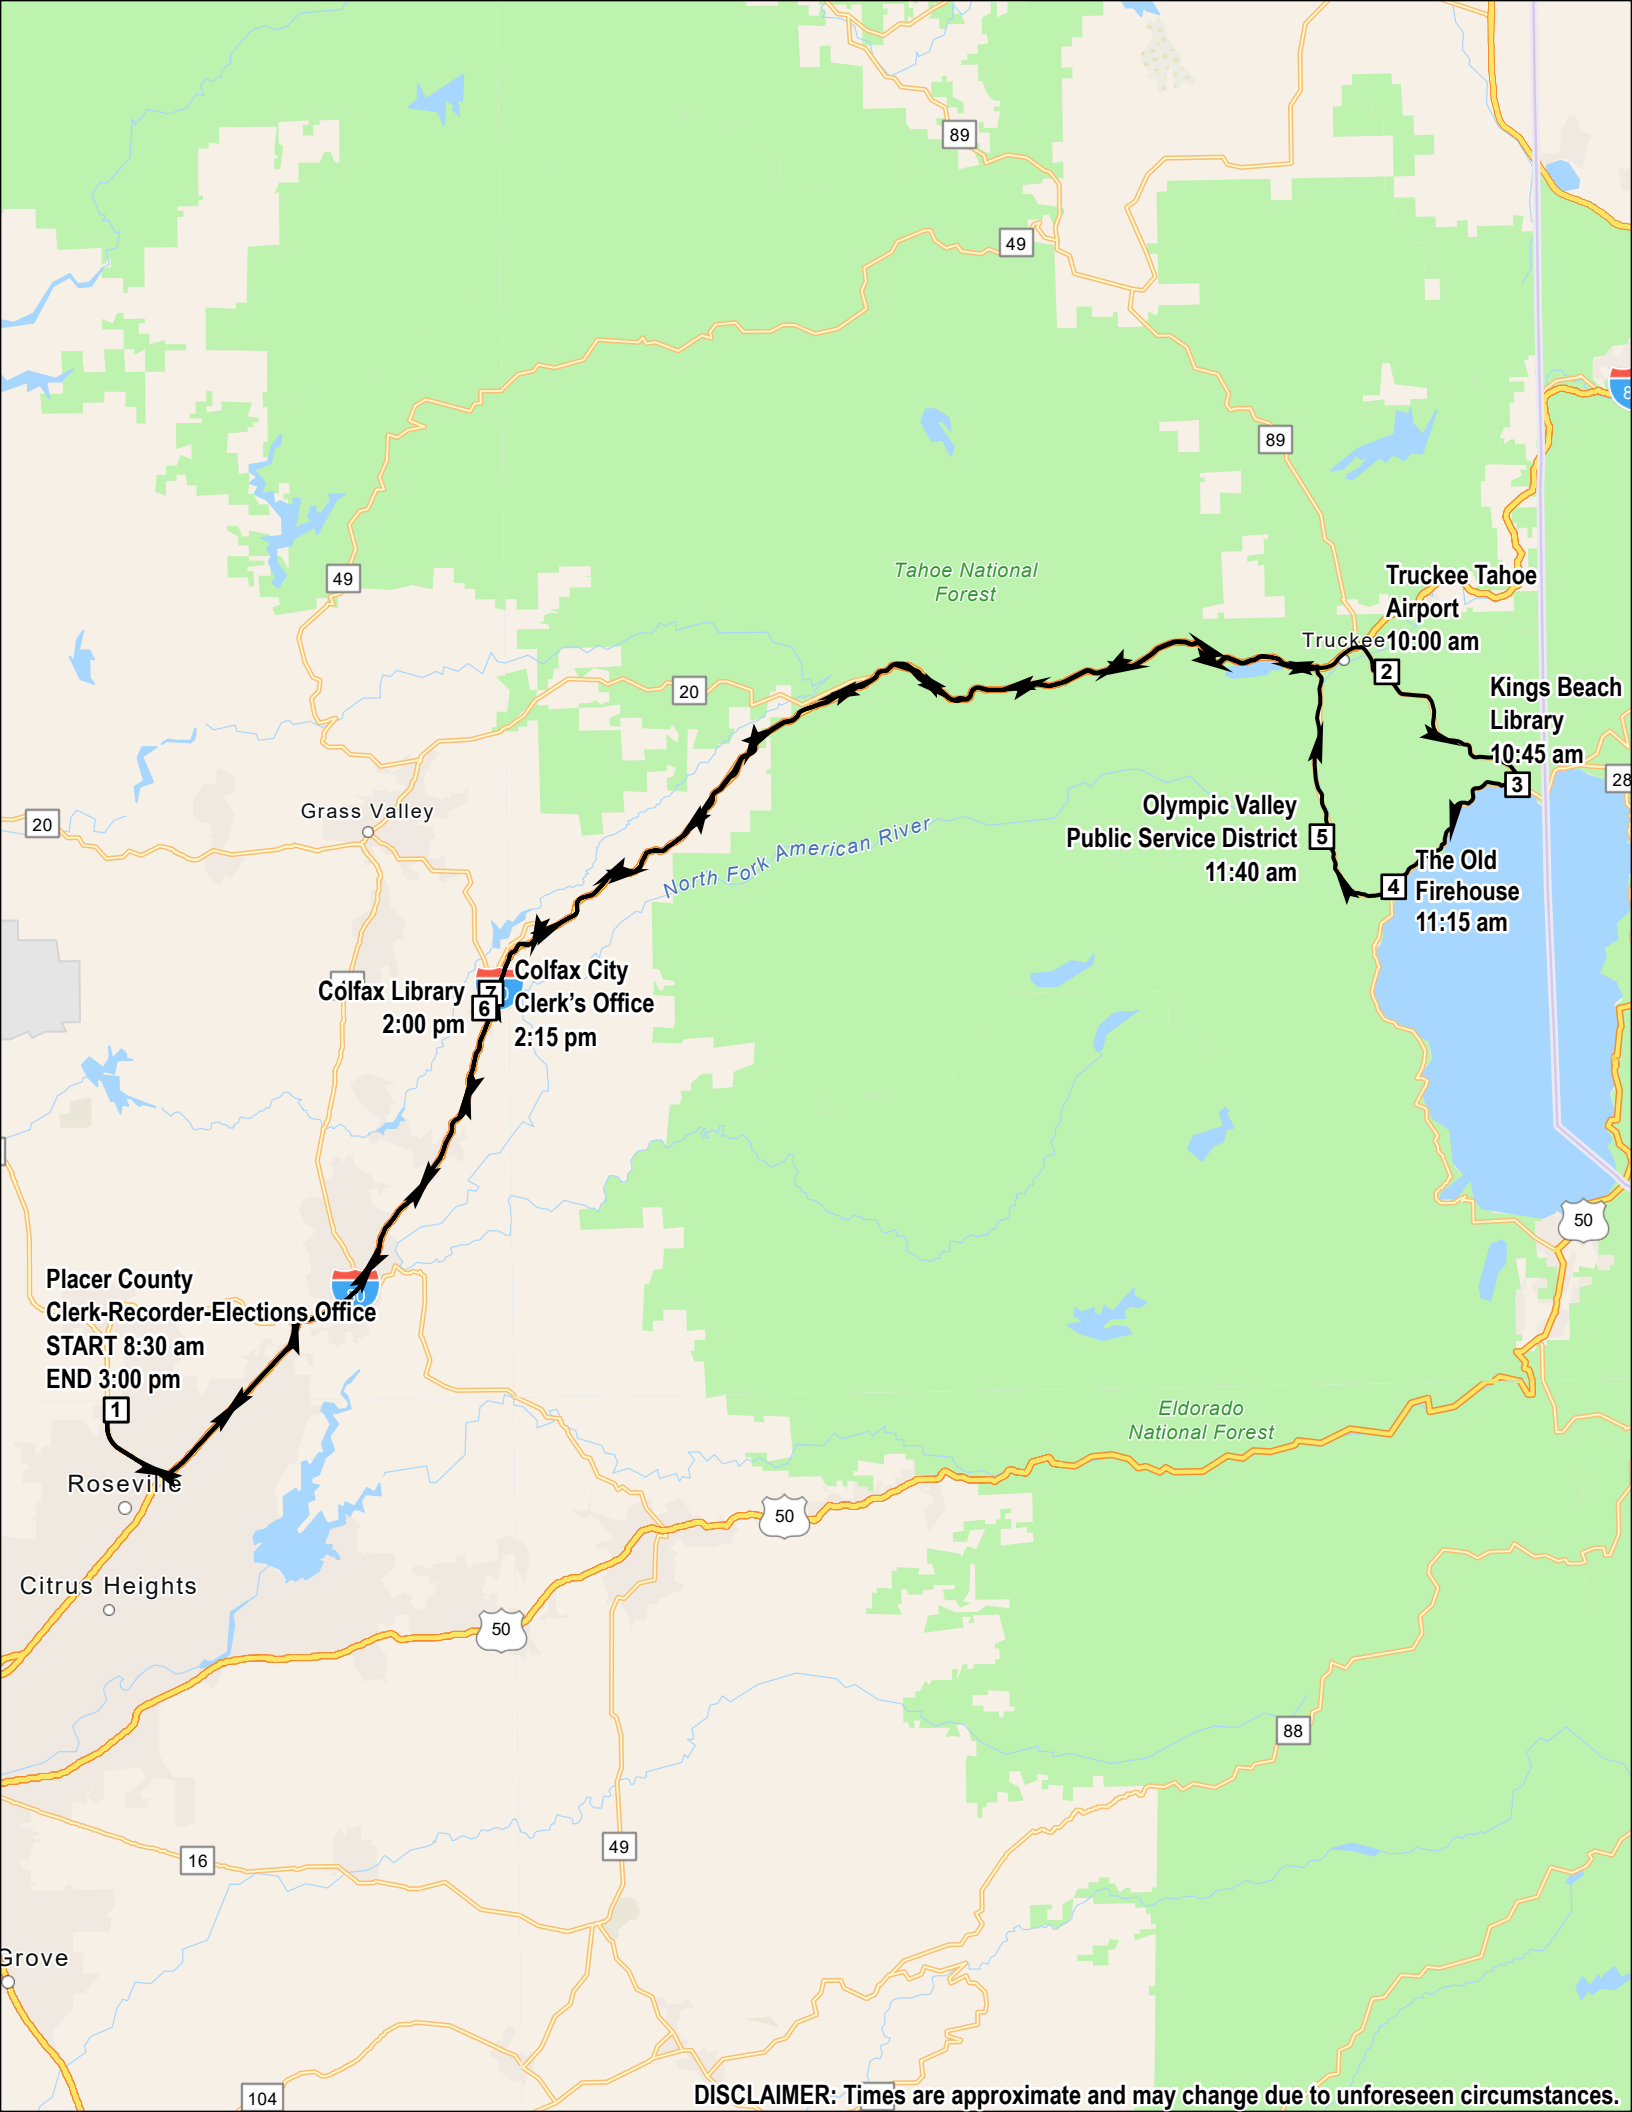 89
49
89
49
8
Tahoe National
Forest
Truckee Tahoe
Airport
10:00 am
Truckee
2
20
Kings Beach
Library
10:45 am
3
28
Grass Valley
20
North Fork American River
Olympic Valley
Public Service District
11:40 am
5
4
The Old
Firehouse
11:15 am
Colfax Library
2:00 pm
7
6
Colfax City
Clerk's Office
2:15 pm
50
Placer County
Clerk-Recorder-Elections Office
START 8:30 am
END 3:00 pm
1
Roseville
Eldorado
National Forest
50
Citrus Heights
50
88
49
16
Grove
104
DISCLAIMER: Times are approximate and may change due to unforeseen circumstances.